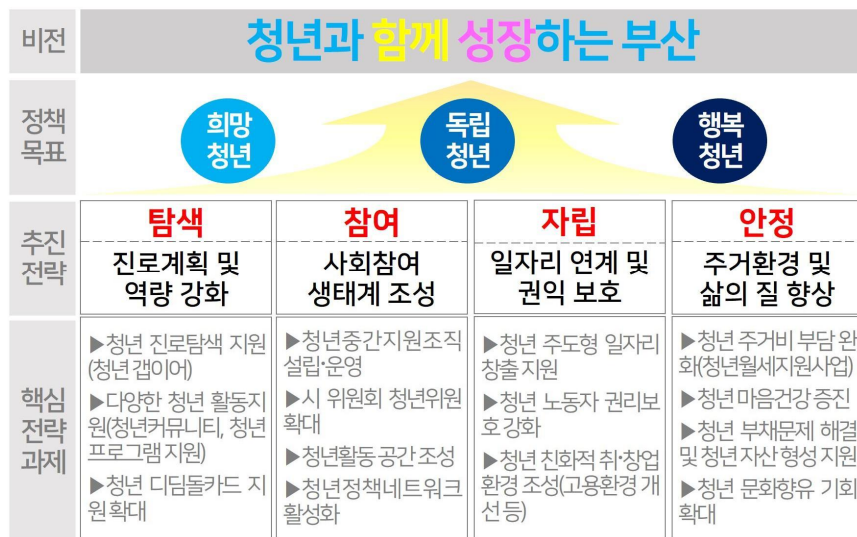 비전
청년과 함께 성장하는 부산
정책
목표
희망
청년
독립
청년
행복
청년
추진
전략
탐색
진로계획 및
역량 강화
참여
사회참여
생태계 조성
자립
일자리 연계 및
권익 보호
안정
주거환경 및
삶의 질 향상
핵심
전략
과제
▶청년 진로탐색 지원
(청년 갭이어)
▶다양한 청년 활동지
원(청년커뮤니티, 청년
프로그램 지원)
▶청년 디딤돌카드 지
원 확대
▶청년중간지원조직
설립·운영
▶시 위원회 청년위원
확대
▶청년활동 공간 조성
▶청년정책네트워크
활성화
▶청년 주도형 일자리
창출 지원
▶청년 노동자 권리보
호 강화
▶청년 친화적 취·창업
환경 조성(고용환경 개
선 등)
▶청년 주거비 부담 완
화(청년월세지원사업)
▶청년 마음건강 증진
▶청년 부채문제 해결
및 청년 자산 형성 지원
▶청년 문화향유 기회
확대